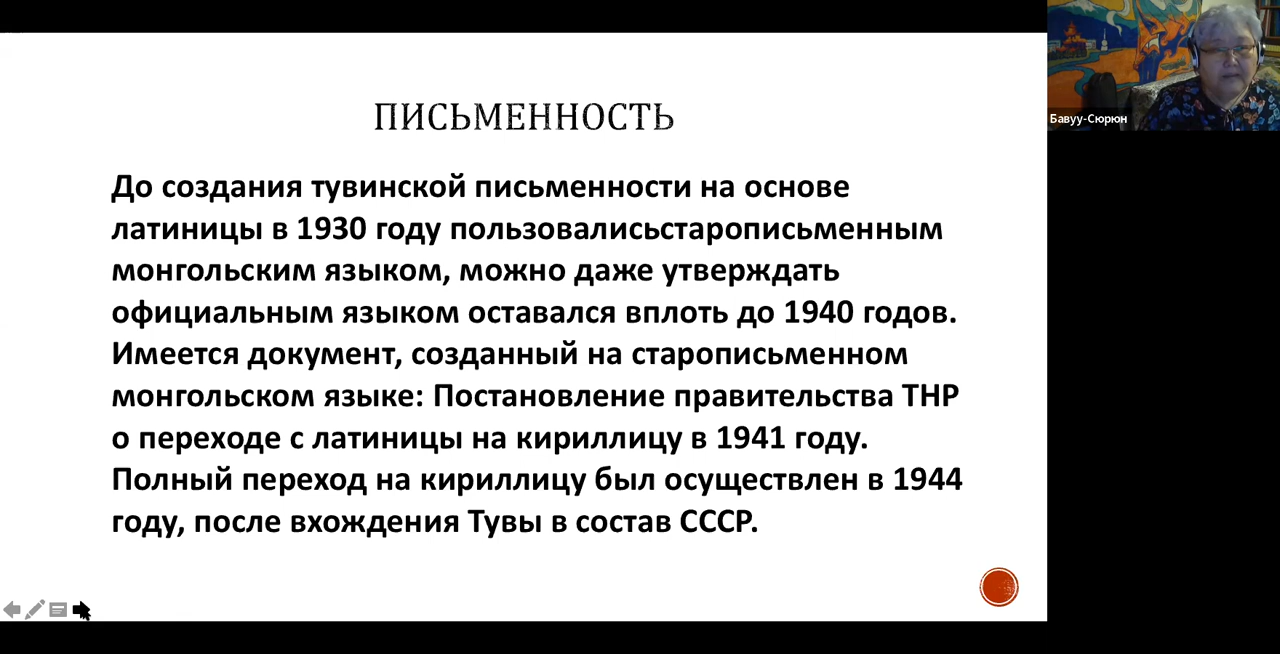 ПИСЬМЕННОСТЬ
До создания тувинской письменности на основе
латиницы в 1930 году пользовалисьстарописьменным
монгольским языком, можно даже утверждать
официальным языком оставался вплоть до 1940 годов.
Имеется документ, созданный на старописьменном
монгольском языке: Постановление правительства ТНР
о переходе с латиницы на кириллицу в 1941 году.
Полный переход на кириллицу был осуществлен в 1944
году, после вхождения Тувы в состав СССР.
Бавуу-Сюрюн